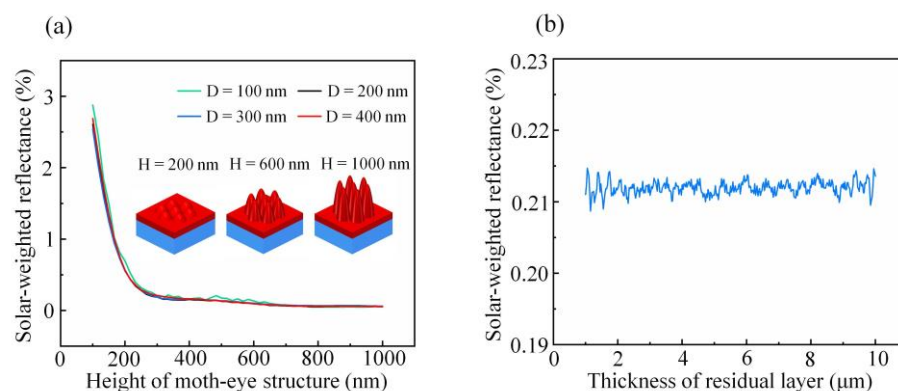 (a)
Solar-weighted reflectance (%)
3
2
1
0
D = 100 nm
D = 200 nm
D = 300 nm
D = 400 nm
H = 200 nm
H = 600 nm
H = 1000 nm
0
200
400
600
800
1000
Height of moth-eye structure (nm)
(b)
Solar-weighted reflectance (%)
0.23
0.22
0.21
0.20
0.19
0
2
4
6
8
10
Thickness of residual layer (μm)